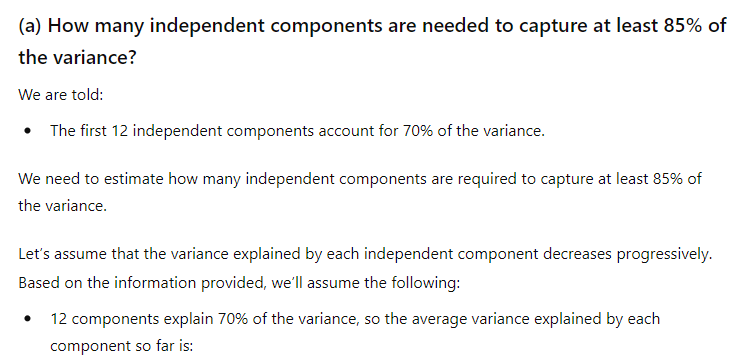 (a) How many independent components are needed to capture at least 85% of
the variance?
We are told:
• The first 12 independent components account for 70% of the variance.
We need to estimate how many independent components are required to capture at least 85% of
the variance.
Let’s assume that the variance explained by each independent component decreases progressively.
Based on the information provided, we’ll assume the following:
• 12 components explain 70% of the variance, so the average variance explained by each
component so far is: